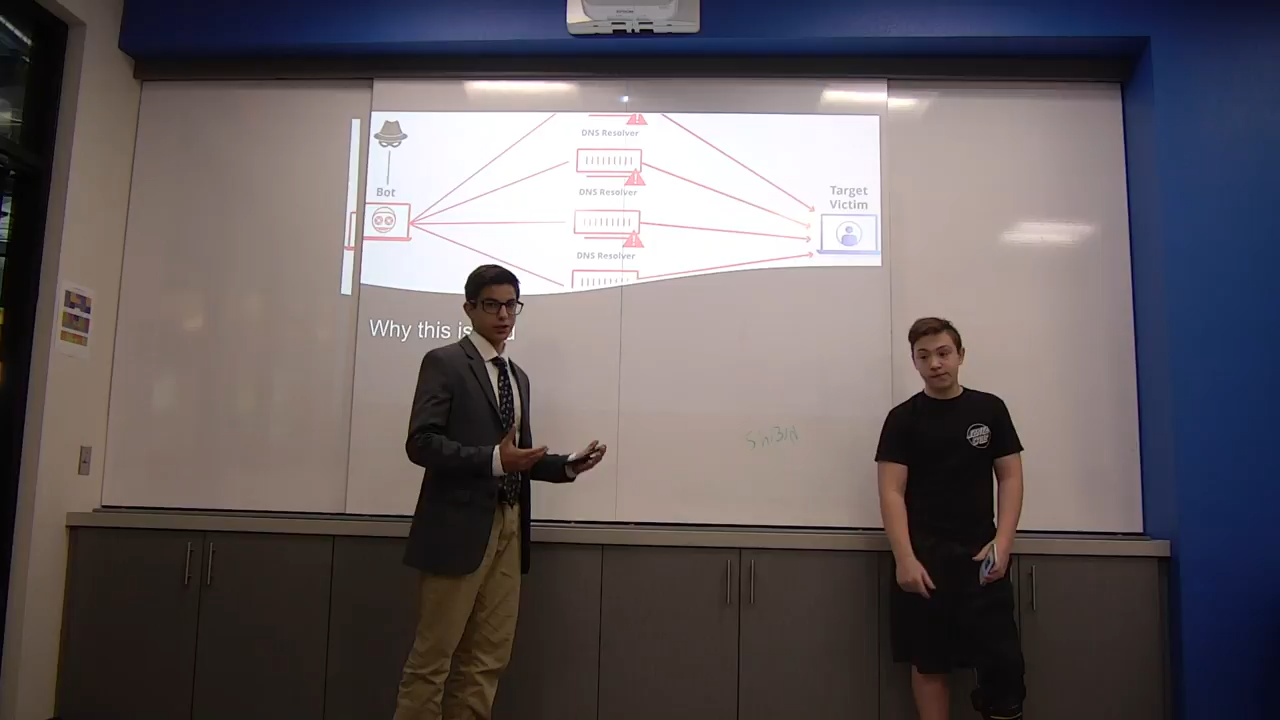 DNS Resolver
Bot
DNS Resolver
Target
Victim
DNS Resolver
Why this is